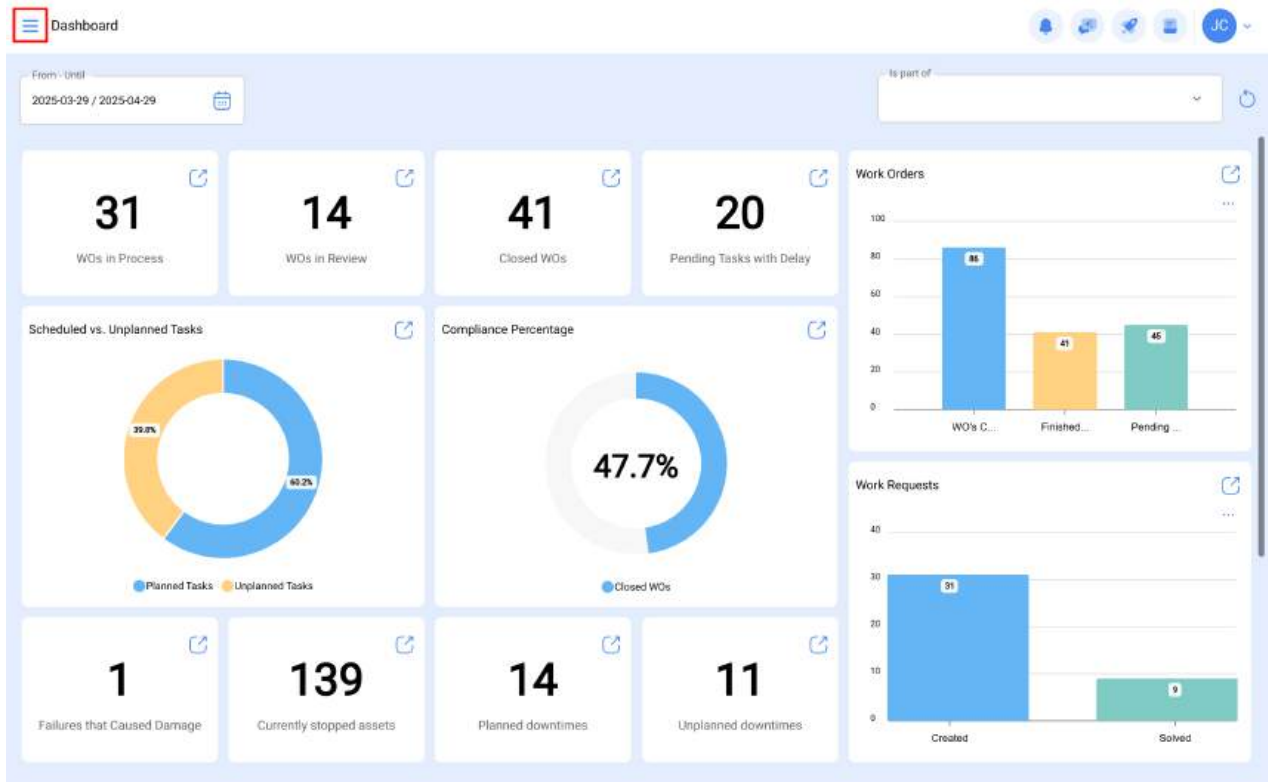 Dashboard
JC
From - Until
2025-03-29 / 2025-04-29
Is part of
31
WOs in Process
14
WOs in Review
41
Closed WOs
20
Pending Tasks with Delay
Work Orders
...
100
80
60
40
20
0
86
41
45
WO's C...
Finished...
Pending ...
Scheduled vs. Unplanned Tasks
39.8%
60.2%
Planned Tasks
Unplanned Tasks
Compliance Percentage
47.7%
Closed WOs
Work Requests
...
40
30
20
10
0
31
9
Created
Solved
1
Failures that Caused Damage
139
Currently stopped assets
14
Planned downtimes
11
Unplanned downtimes